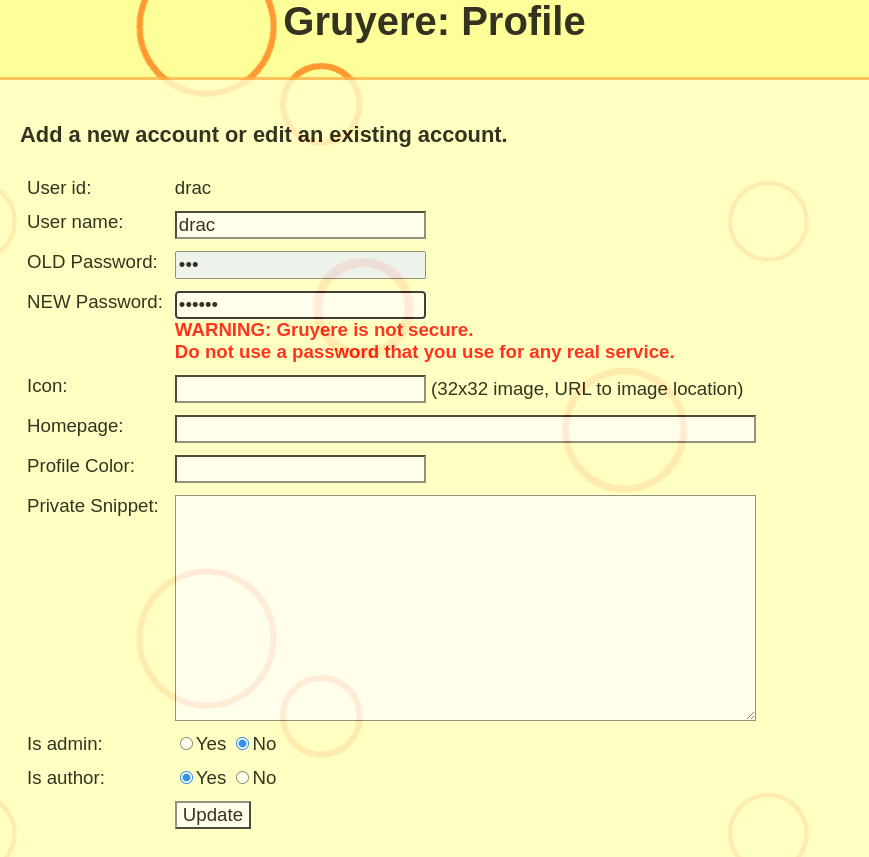 Gruyere: Profile
Add a new account or edit an existing account.
User id: drac
User name: drac
OLD Password: •••
NEW Password: ••••••
WARNING: Gruyere is not secure.
Do not use a password that you use for any real service.
Icon: (32x32 image, URL to image location)
Homepage:
Profile Color:
Private Snippet:
Is admin: Yes No
Is author: Yes No
Update